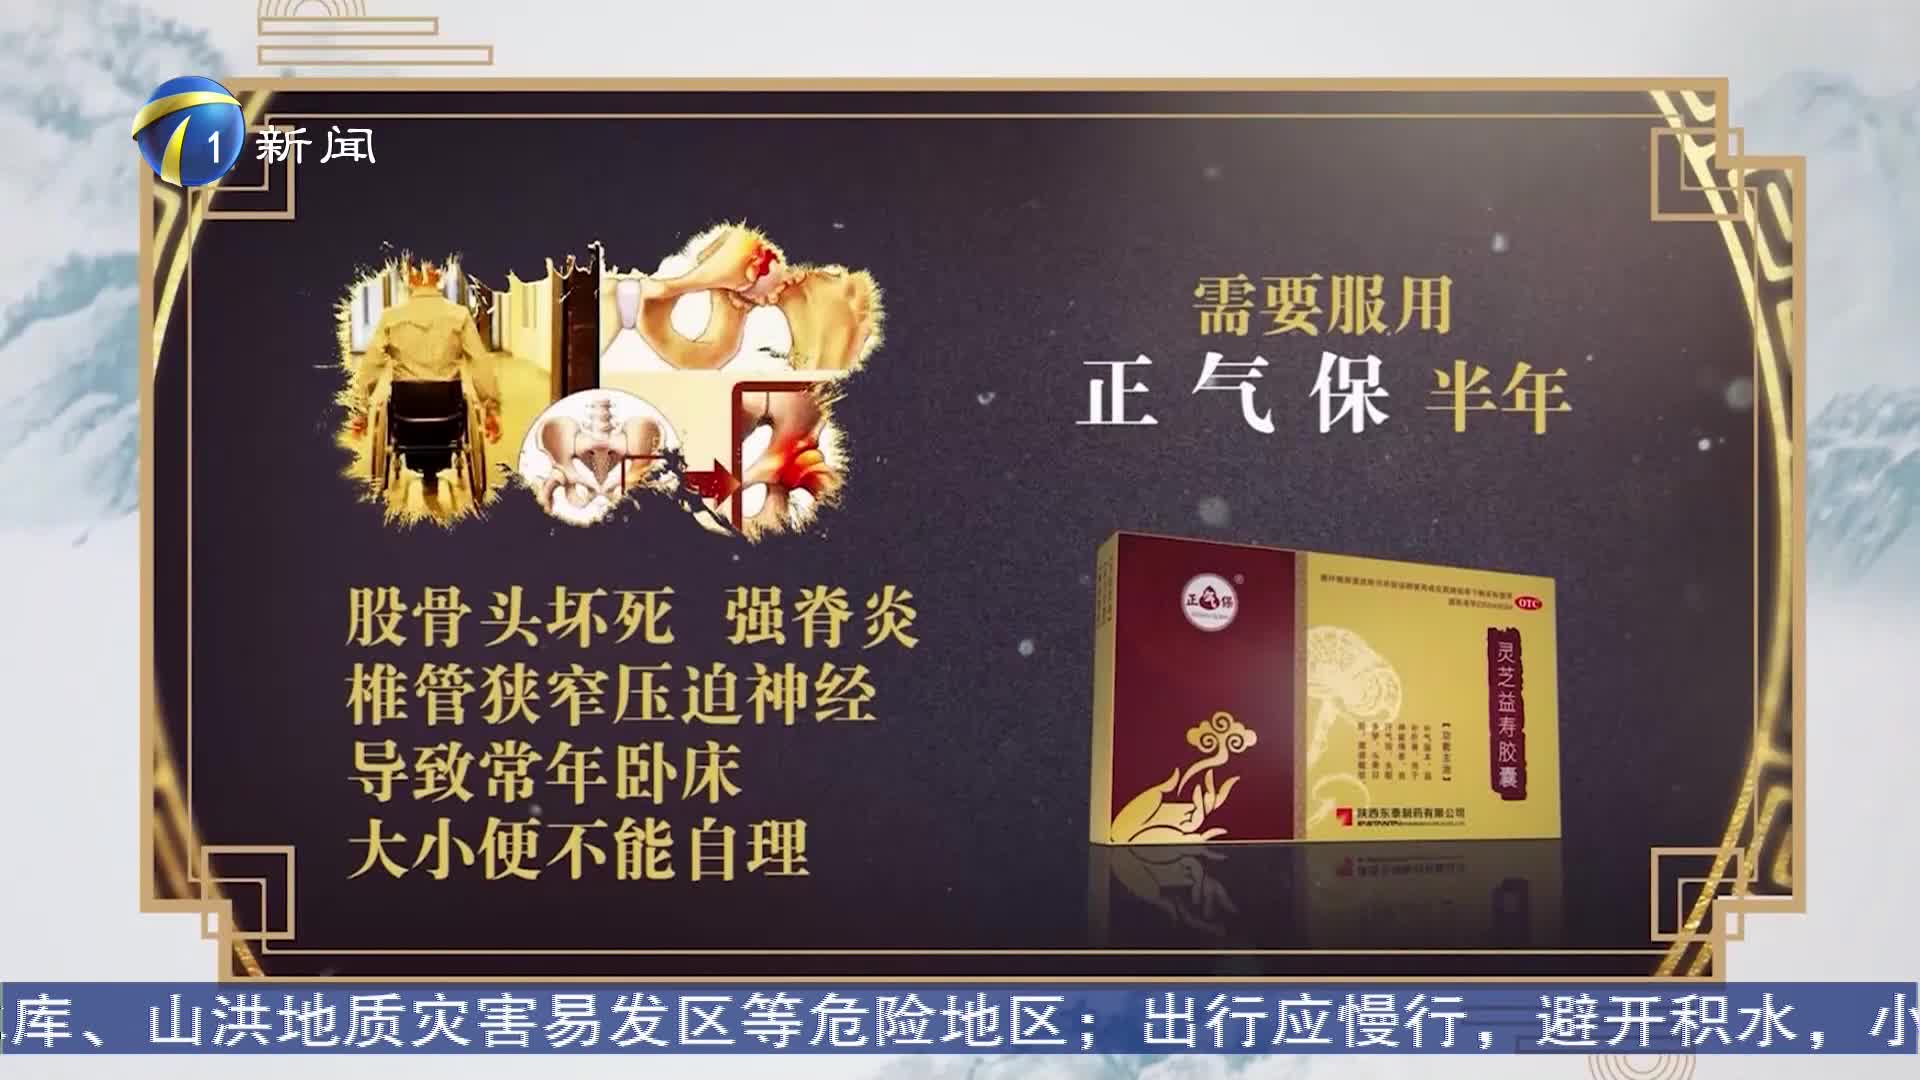 1 新闻
需要服用
正气保 半年
股骨头坏死 强脊炎
椎管狭窄压迫神经
导致常年卧床
大小便不能自理
正气保
OTC
灵芝益寿胶囊
【功能主治】
陕西东泰制药有限公司
库、山洪地质灾害易发区等危险地区；出行应慢行，避开积水，小